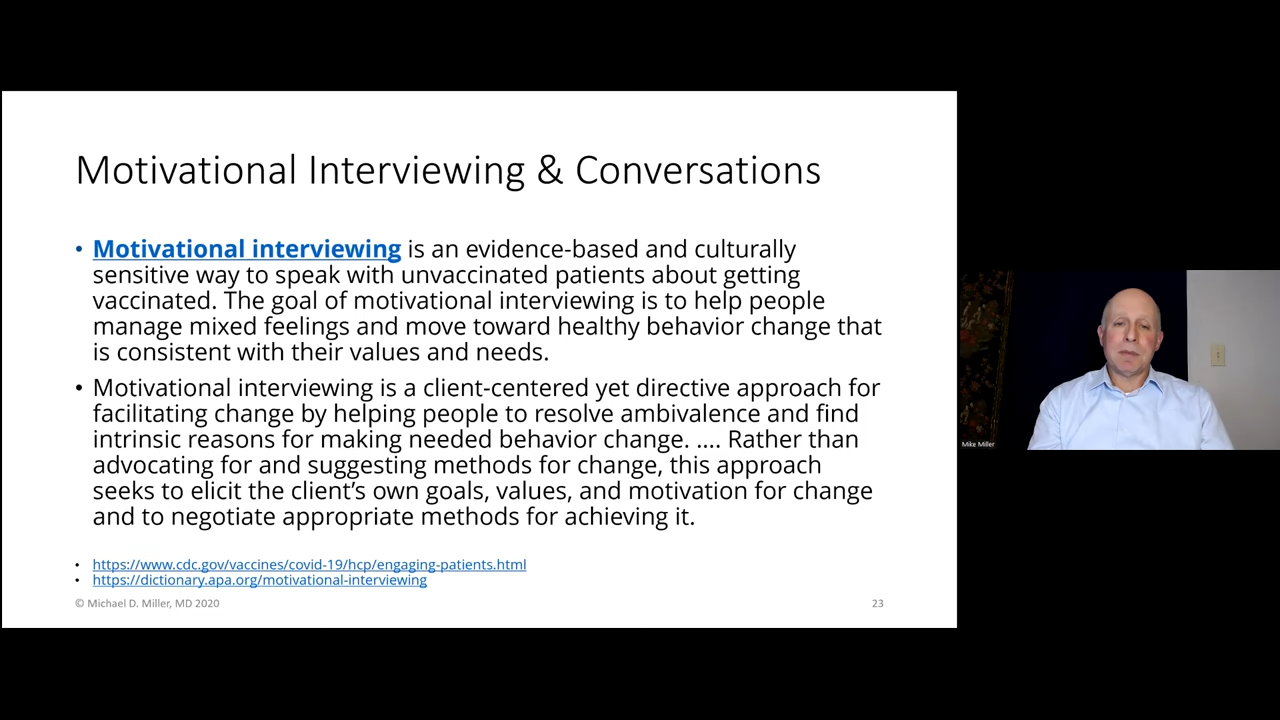 Motivational Interviewing & Conversations
• Motivational interviewing is an evidence-based and culturally
sensitive way to speak with unvaccinated patients about getting
vaccinated. The goal of motivational interviewing is to help people
manage mixed feelings and move toward healthy behavior change that
is consistent with their values and needs.
• Motivational interviewing is a client-centered yet directive approach for
facilitating change by helping people to resolve ambivalence and find
intrinsic reasons for making needed behavior change. .... Rather than
advocating for and suggesting methods for change, this approach
seeks to elicit the client’s own goals, values, and motivation for change
and to negotiate appropriate methods for achieving it.
• https://www.cdc.gov/vaccines/covid-19/hcp/engaging-patients.html
• https://dictionary.apa.org/motivational-interviewing
© Michael D. Miller, MD 2020
23
Mike Miller